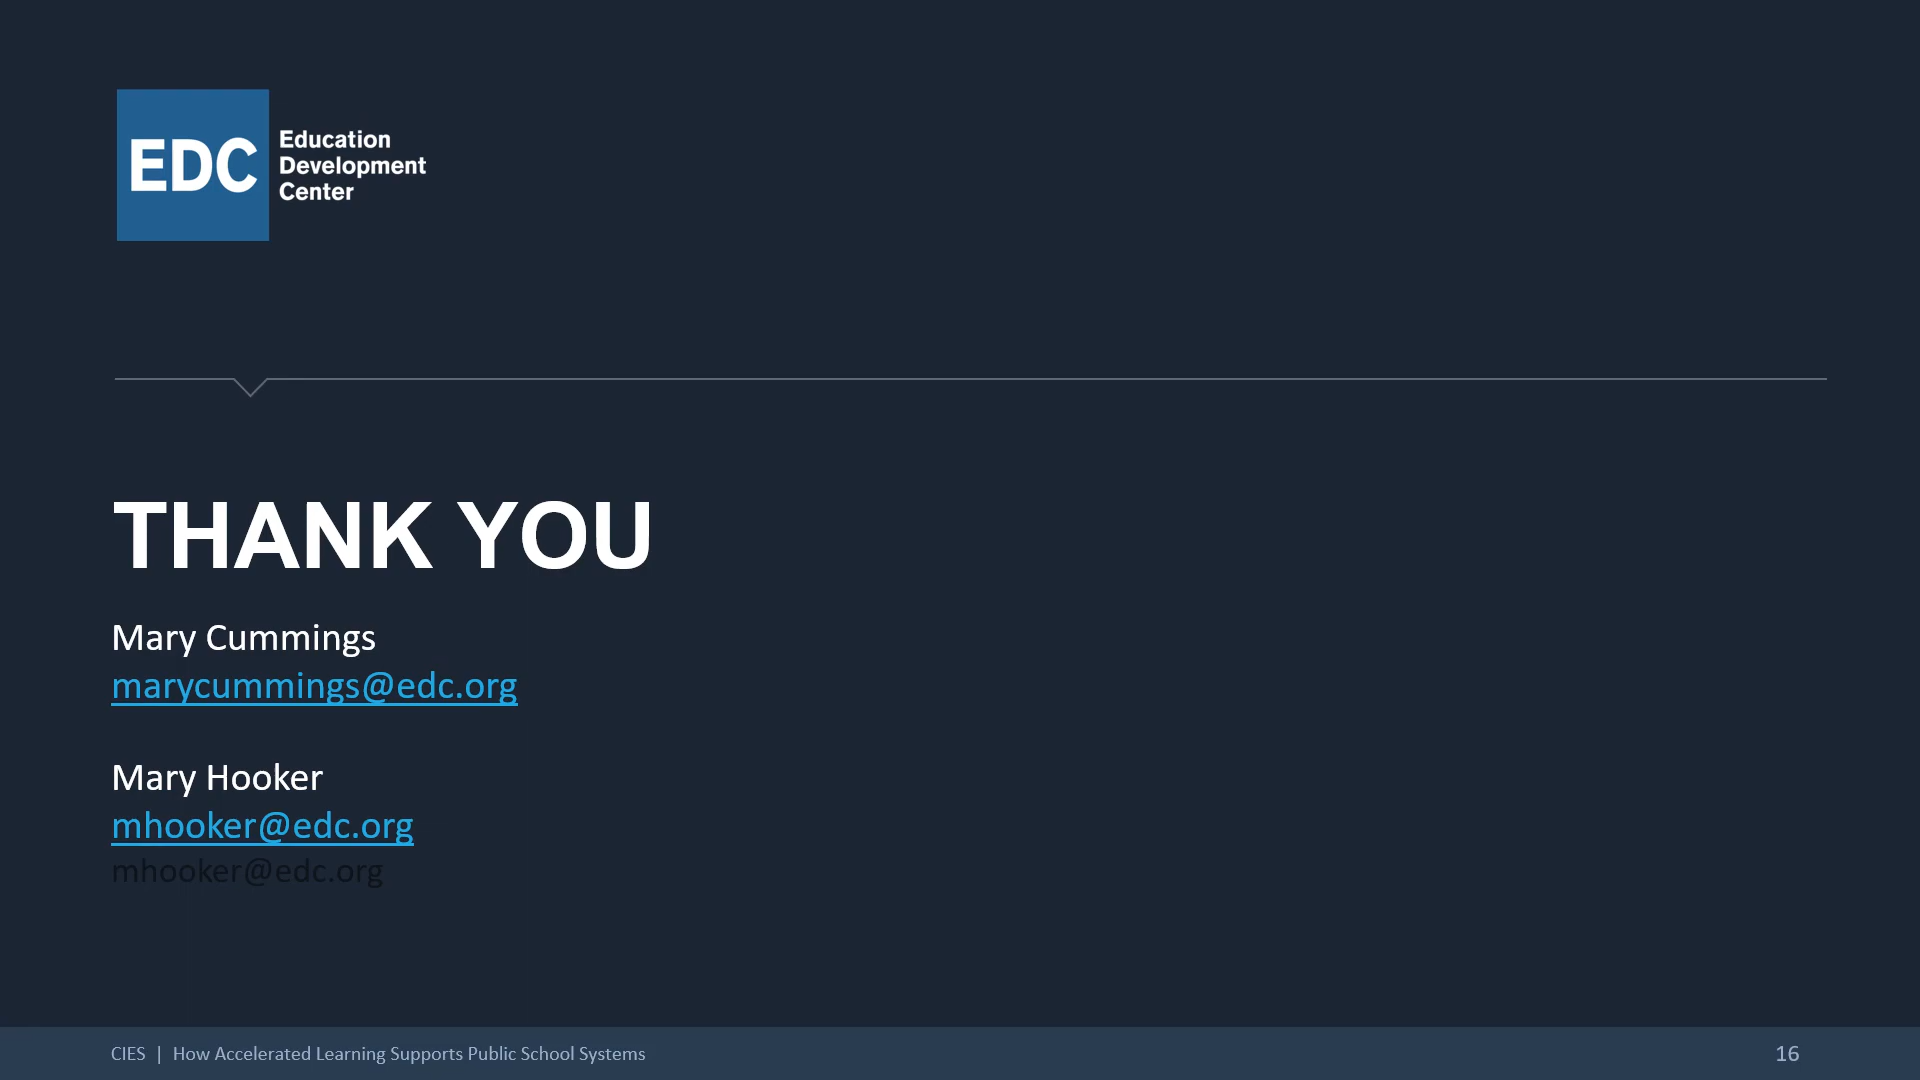 EDC
Education
Development
Center
THANK YOU
Mary Cummings
marycummings@edc.org
Mary Hooker
mhooker@edc.org
mhooker@edc.org
CIES | How Accelerated Learning Supports Public School Systems
16